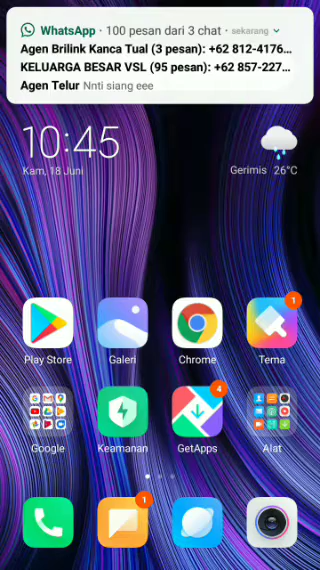 WhatsApp · 100 pesan dari 3 chat · sekarang
Agen Brilink Kanca Tual (3 pesan): +62 812-4176...
KELUARGA BESAR VSL (95 pesan): +62 857-227...
Agen Telur Nnti siang eee
10:45
Kam, 18 Juni
Gerimis 26°C
1
Play Store Galeri Chrome Tema
4
Google Keamanan GetApps Alat
1